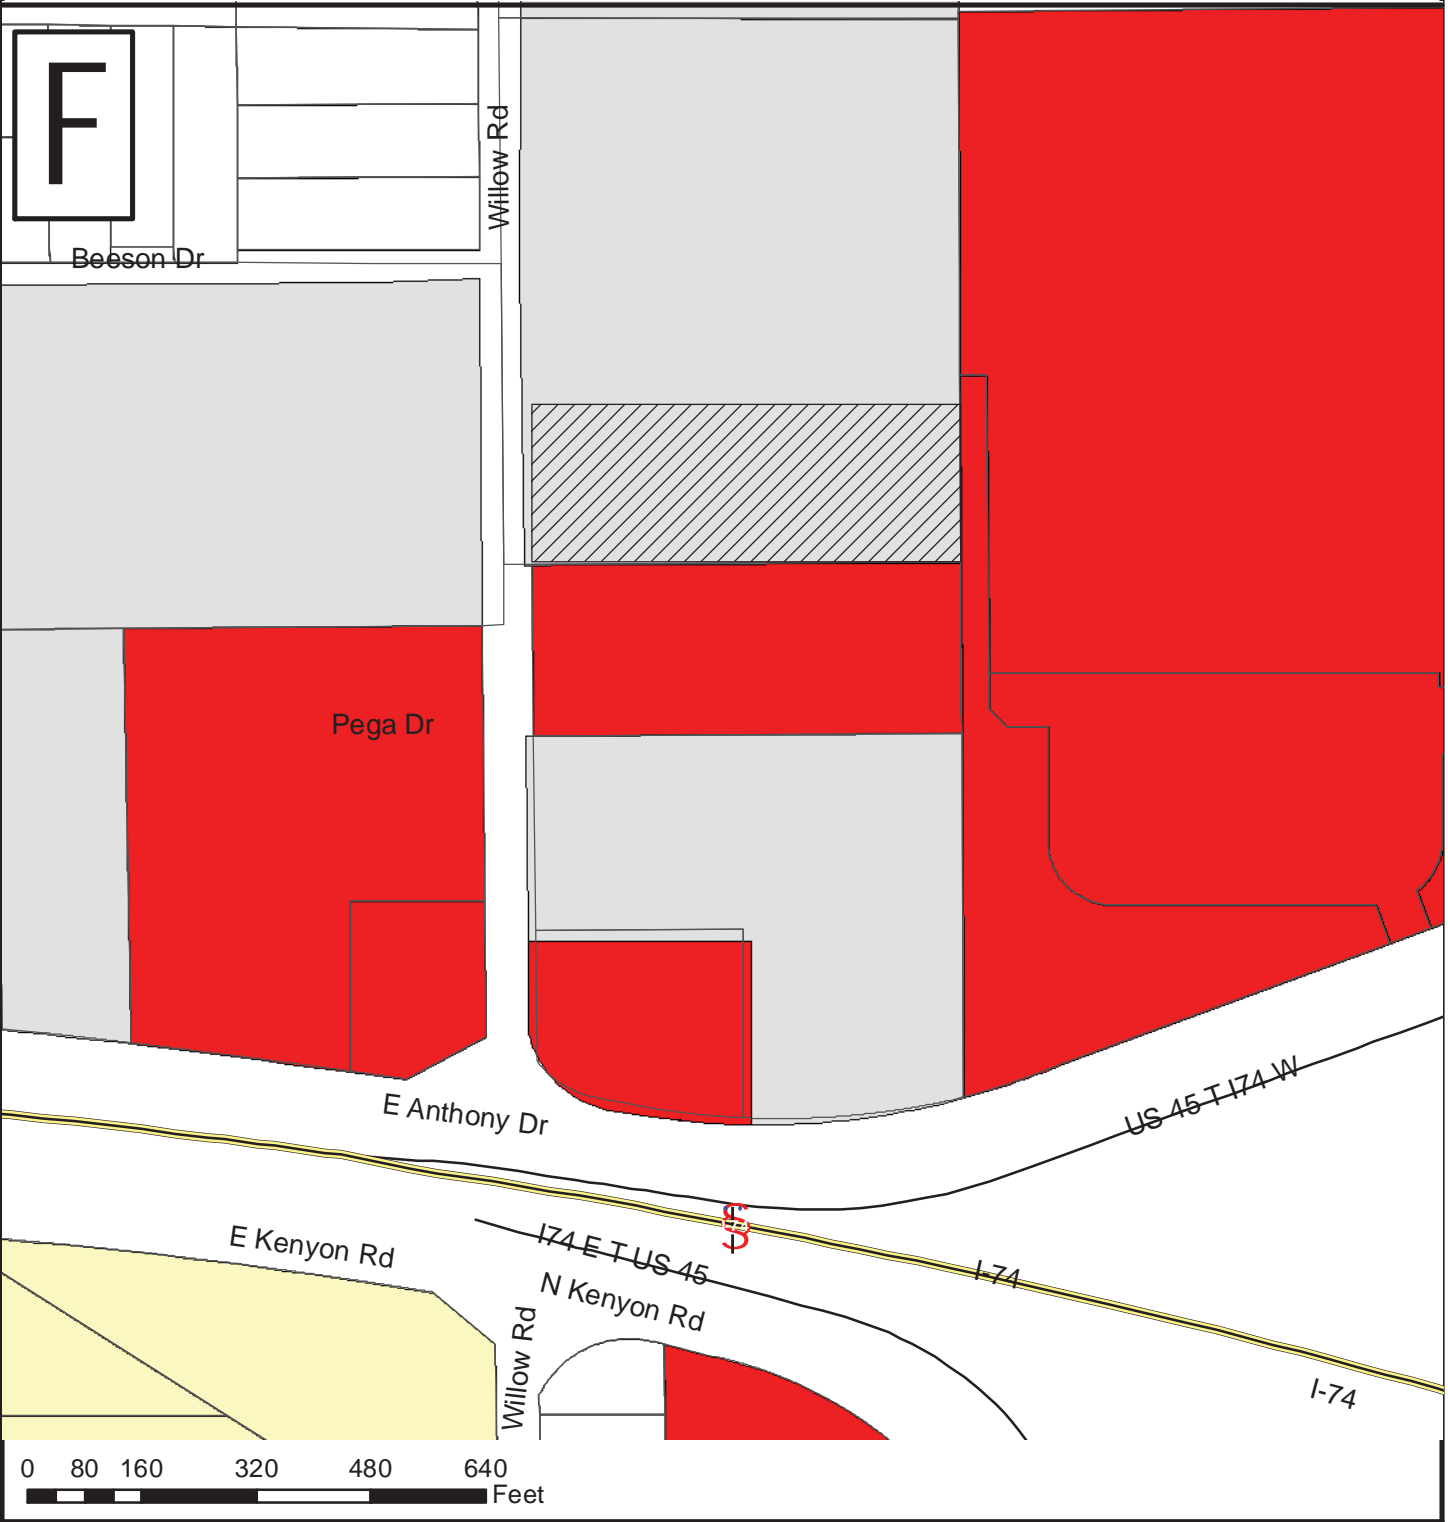 F
Willow Rd
Beeson Dr
Pega Dr
E Anthony Dr
US 45 T I74 W
E Kenyon Rd
I74 E T US 45
I-74
N Kenyon Rd
Willow Rd
I-74
0 80 160 320 480 640
Feet